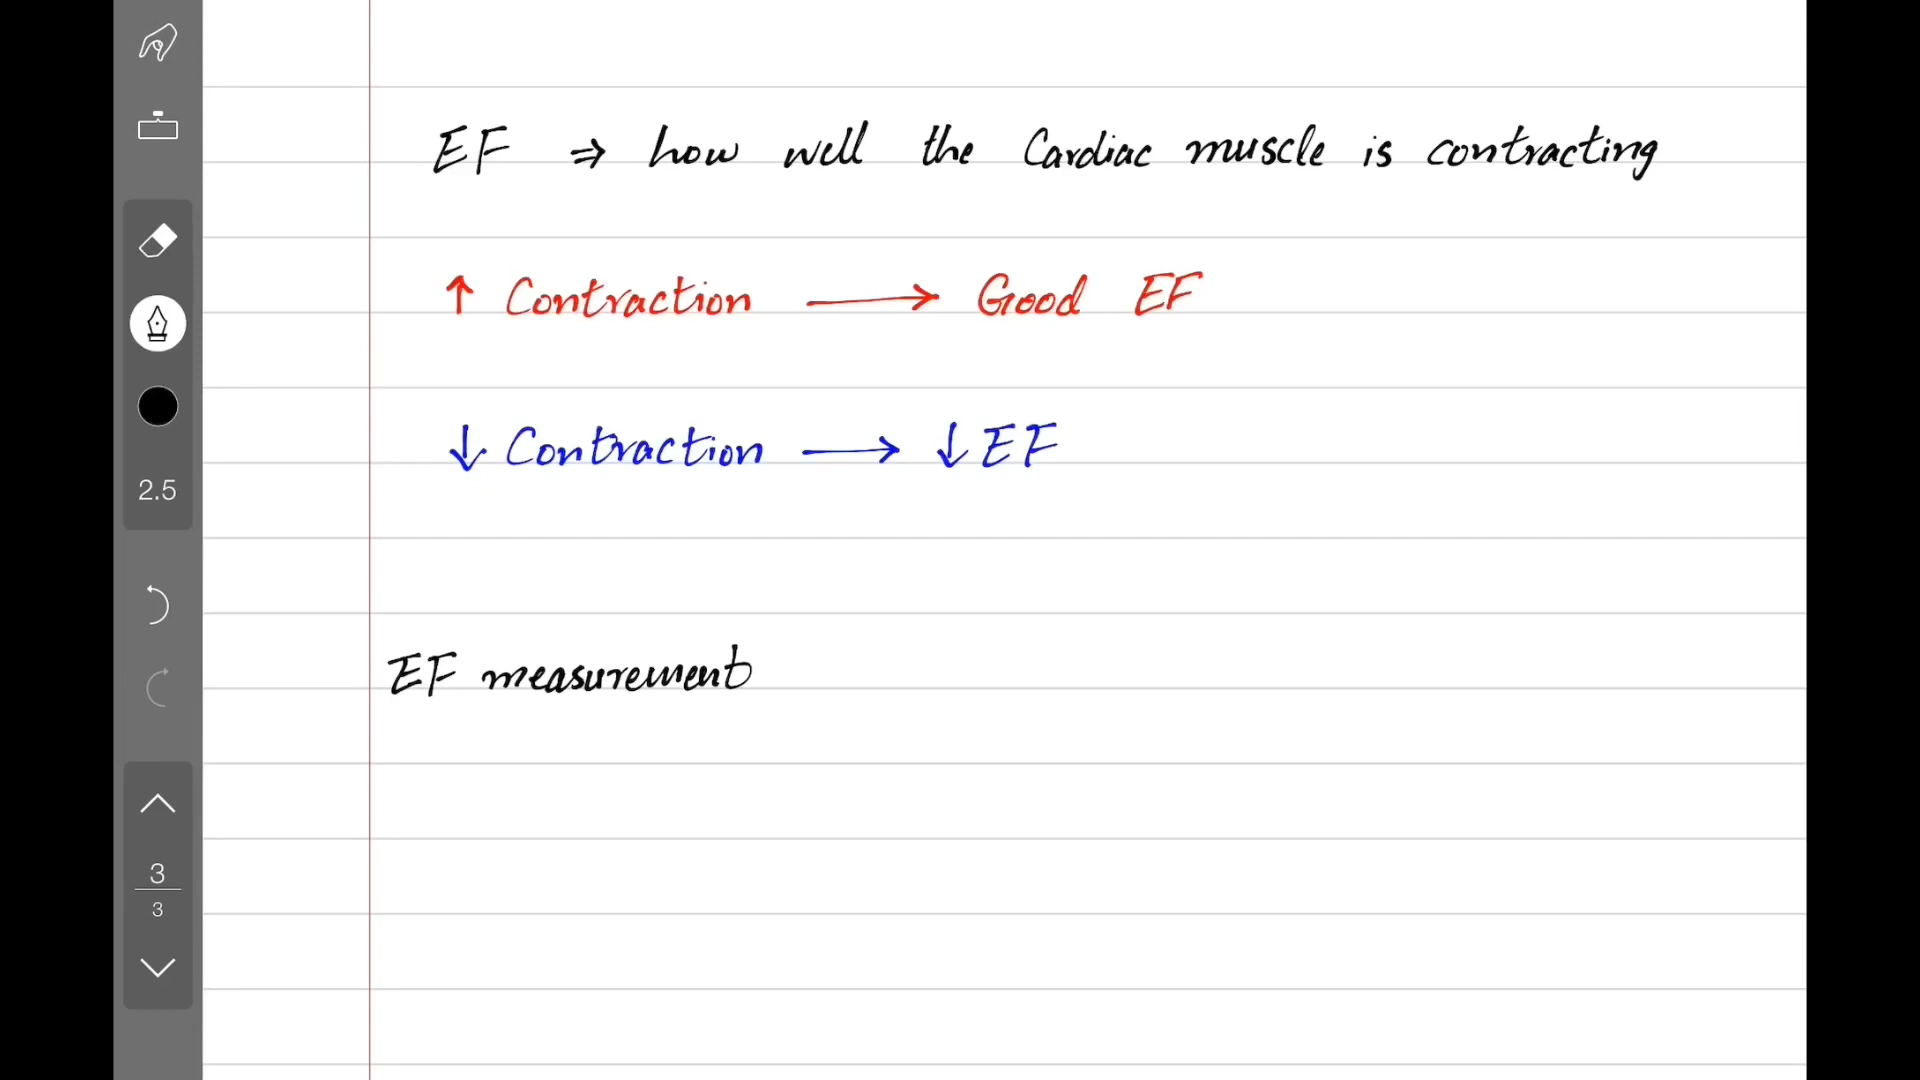 EF ⇒ how well the Cardiac muscle is contracting
↑ Contraction ⟶ Good EF
↓ Contraction ⟶ ↓ EF
2.5
EF measurement
3
3